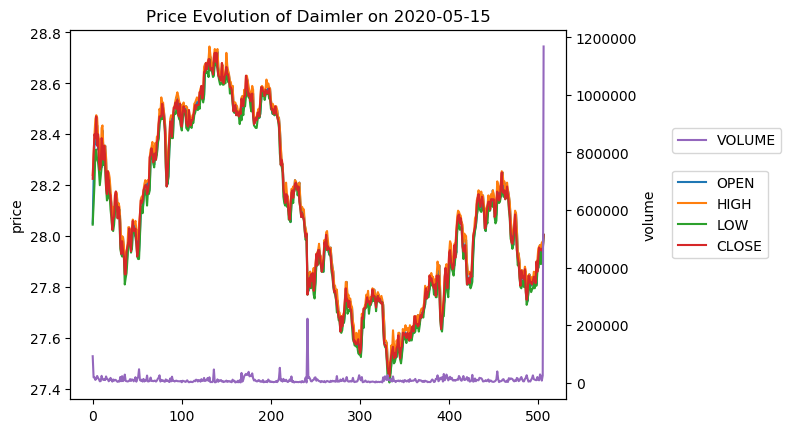 Price Evolution of Daimler on 2020-05-15
28.8
28.6
28.4
28.2
28.0
27.8
27.6
27.4
price
0
100
200
300
400
500
1200000
1000000
800000
600000
400000
200000
0
volume
VOLUME
OPEN
HIGH
LOW
CLOSE